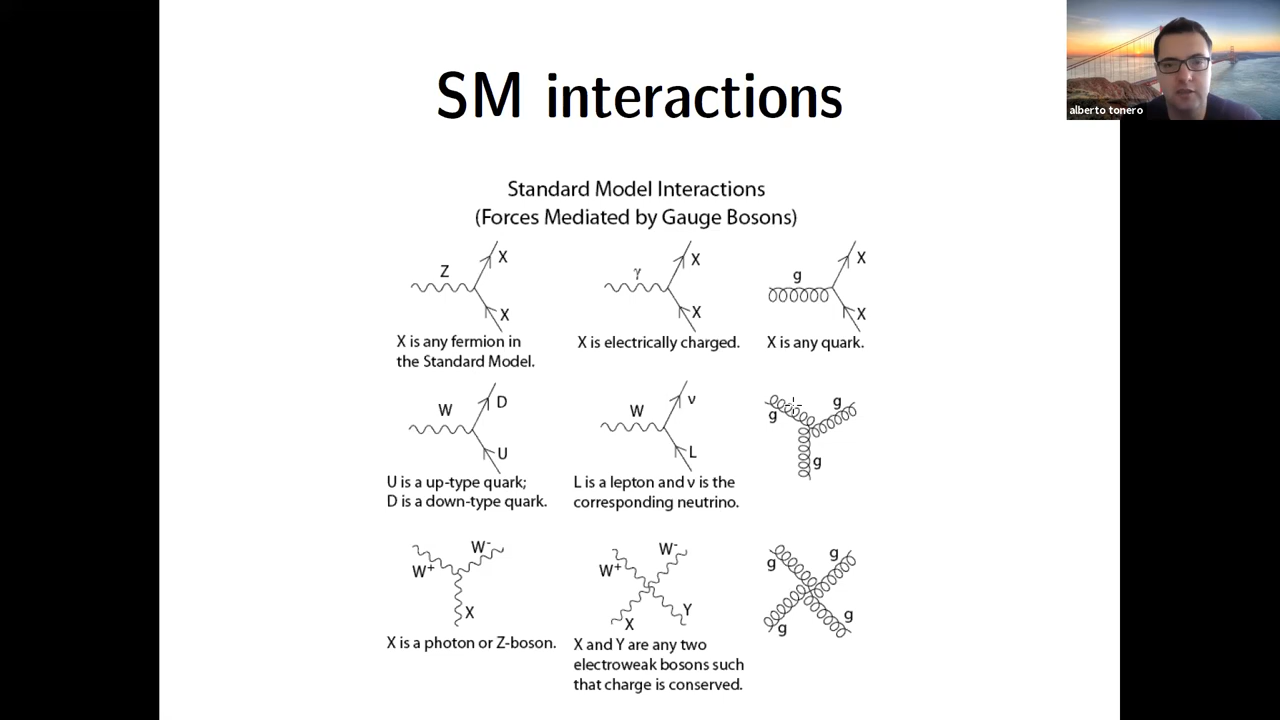 SM interactions
alberto tonero
Standard Model Interactions
(Forces Mediated by Gauge Bosons)
Z
X
X
X is any fermion in
the Standard Model.
γ
X
X
X is electrically charged.
g
X
X
X is any quark.
W
D
U
U is a up-type quark;
D is a down-type quark.
W
ν
L
L is a lepton and ν is the
corresponding neutrino.
g
g
g
W⁺
W⁻
X
X is a photon or Z-boson.
W⁺
W⁻
X
Y
X and Y are any two
electroweak bosons such
that charge is conserved.
g
g
g
g